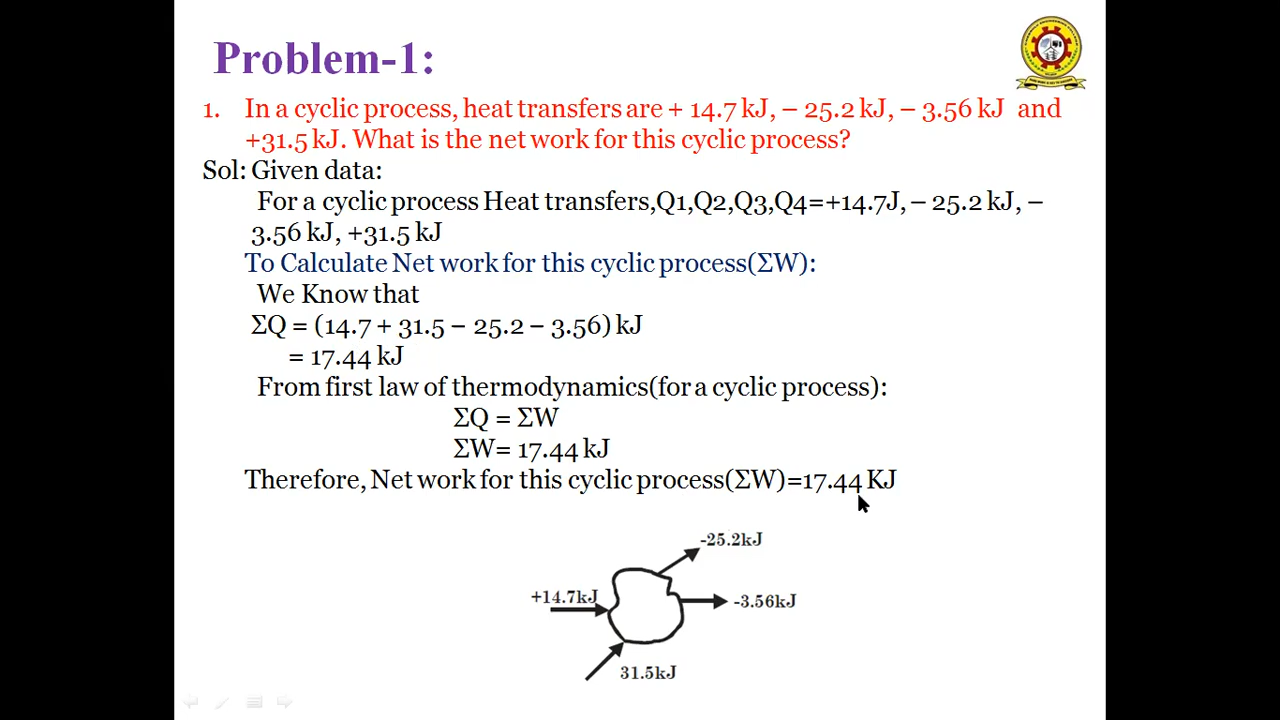 Problem-1:
1. In a cyclic process, heat transfers are + 14.7 kJ, – 25.2 kJ, – 3.56 kJ and
+31.5 kJ. What is the net work for this cyclic process?
Sol: Given data:
For a cyclic process Heat transfers,Q1,Q2,Q3,Q4=+14.7J, – 25.2 kJ, –
3.56 kJ, +31.5 kJ
To Calculate Net work for this cyclic process(ΣW):
We Know that
ΣQ = (14.7 + 31.5 – 25.2 – 3.56) kJ
= 17.44 kJ
From first law of thermodynamics(for a cyclic process):
ΣQ = ΣW
ΣW= 17.44 kJ
Therefore, Net work for this cyclic process(ΣW)=17.44 KJ
-25.2kJ
+14.7kJ
-3.56kJ
31.5kJ